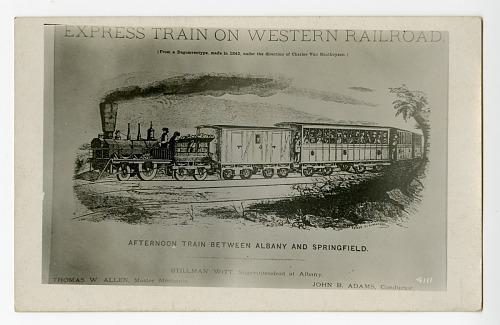 EXPRESS TRAIN ON WESTERN RAILROAD.
(From a Daguerreotype, made in 1842, under the direction of Charles Van Benthuysen.)
AFTERNOON TRAIN BETWEEN ALBANY AND SPRINGFIELD.
STILLMAN WITT, Superintendent at Albany.
THOMAS W. ALLEN, Master Mechanic.
JOHN B. ADAMS, Conductor.